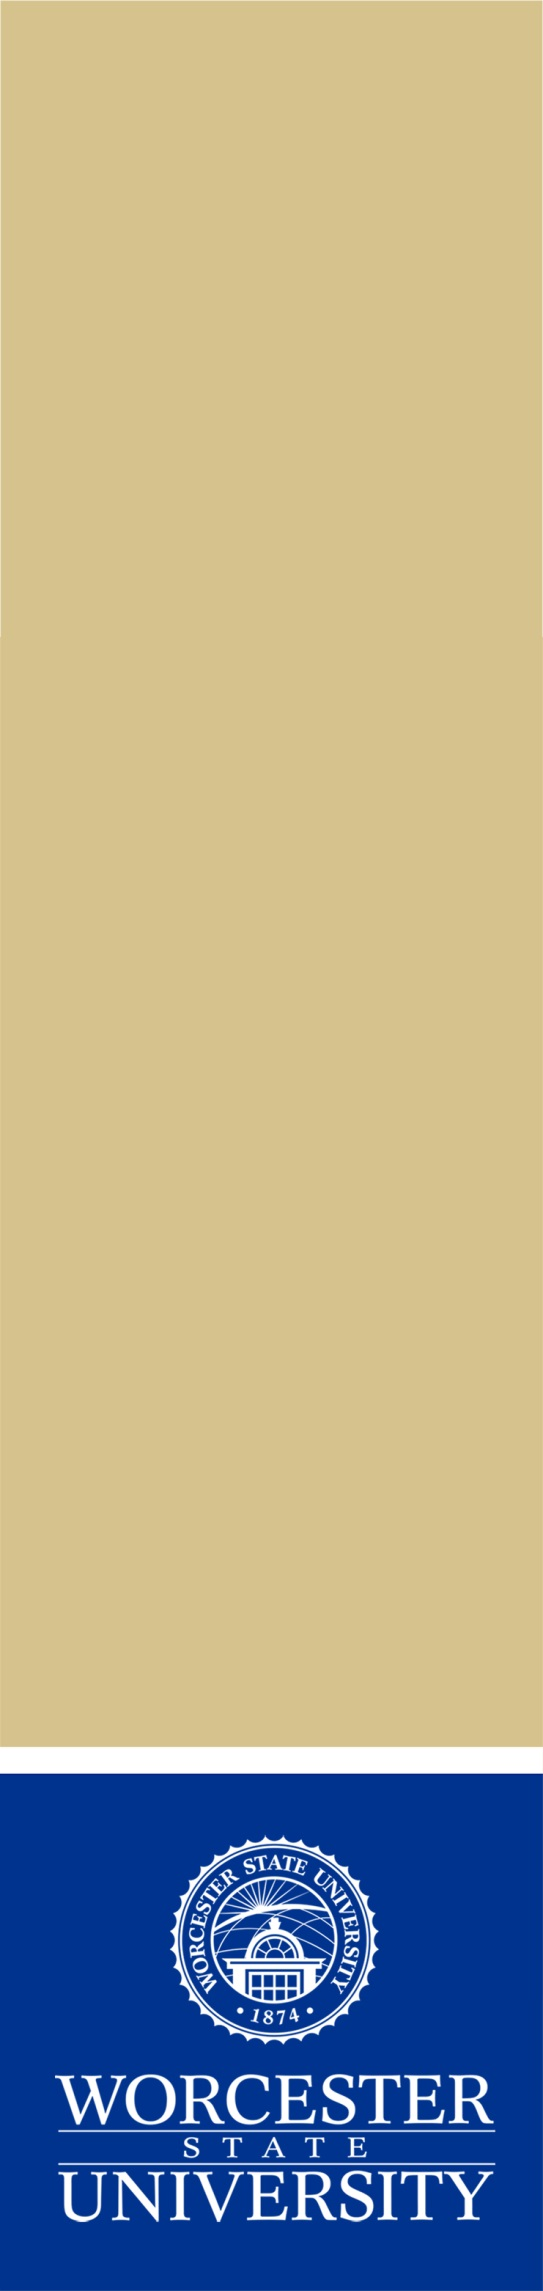 WORCESTER STATE UNIVERSITY
• 1874 •
WORCESTER
STATE
UNIVERSITY